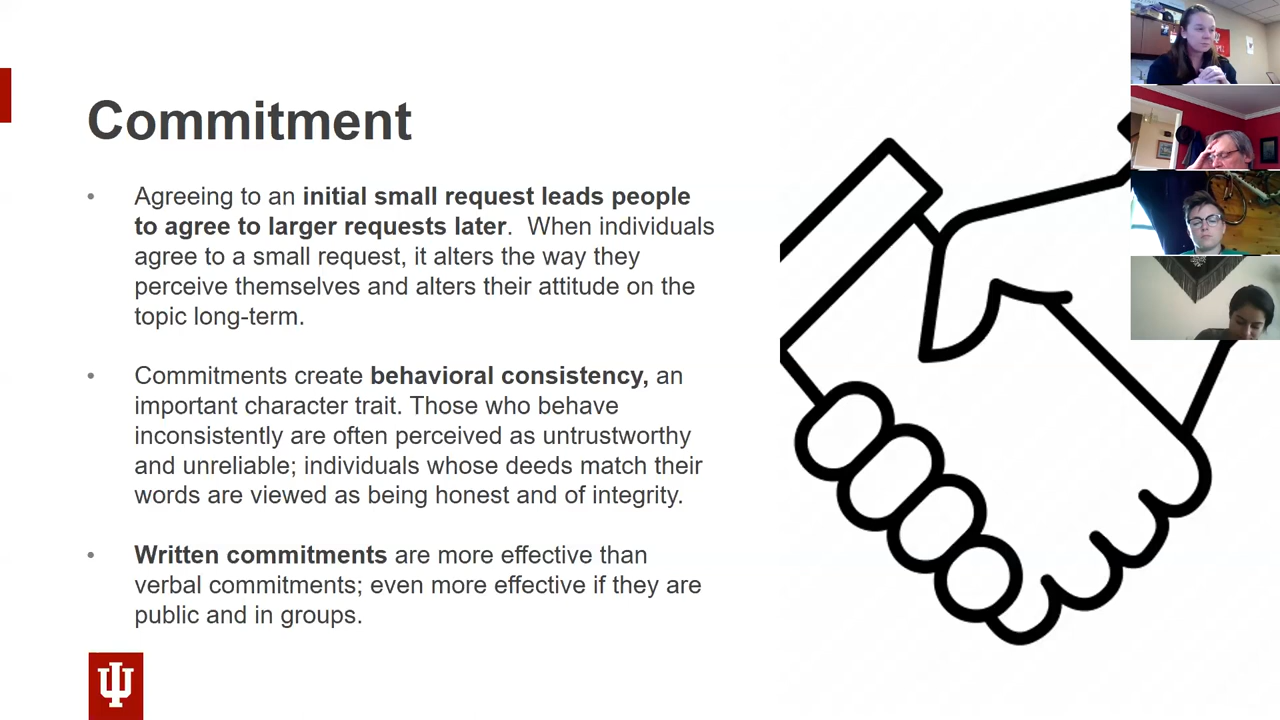 Commitment
• Agreeing to an initial small request leads people
to agree to larger requests later. When individuals
agree to a small request, it alters the way they
perceive themselves and alters their attitude on the
topic long-term.
• Commitments create behavioral consistency, an
important character trait. Those who behave
inconsistently are often perceived as untrustworthy
and unreliable; individuals whose deeds match their
words are viewed as being honest and of integrity.
• Written commitments are more effective than
verbal commitments; even more effective if they are
public and in groups.